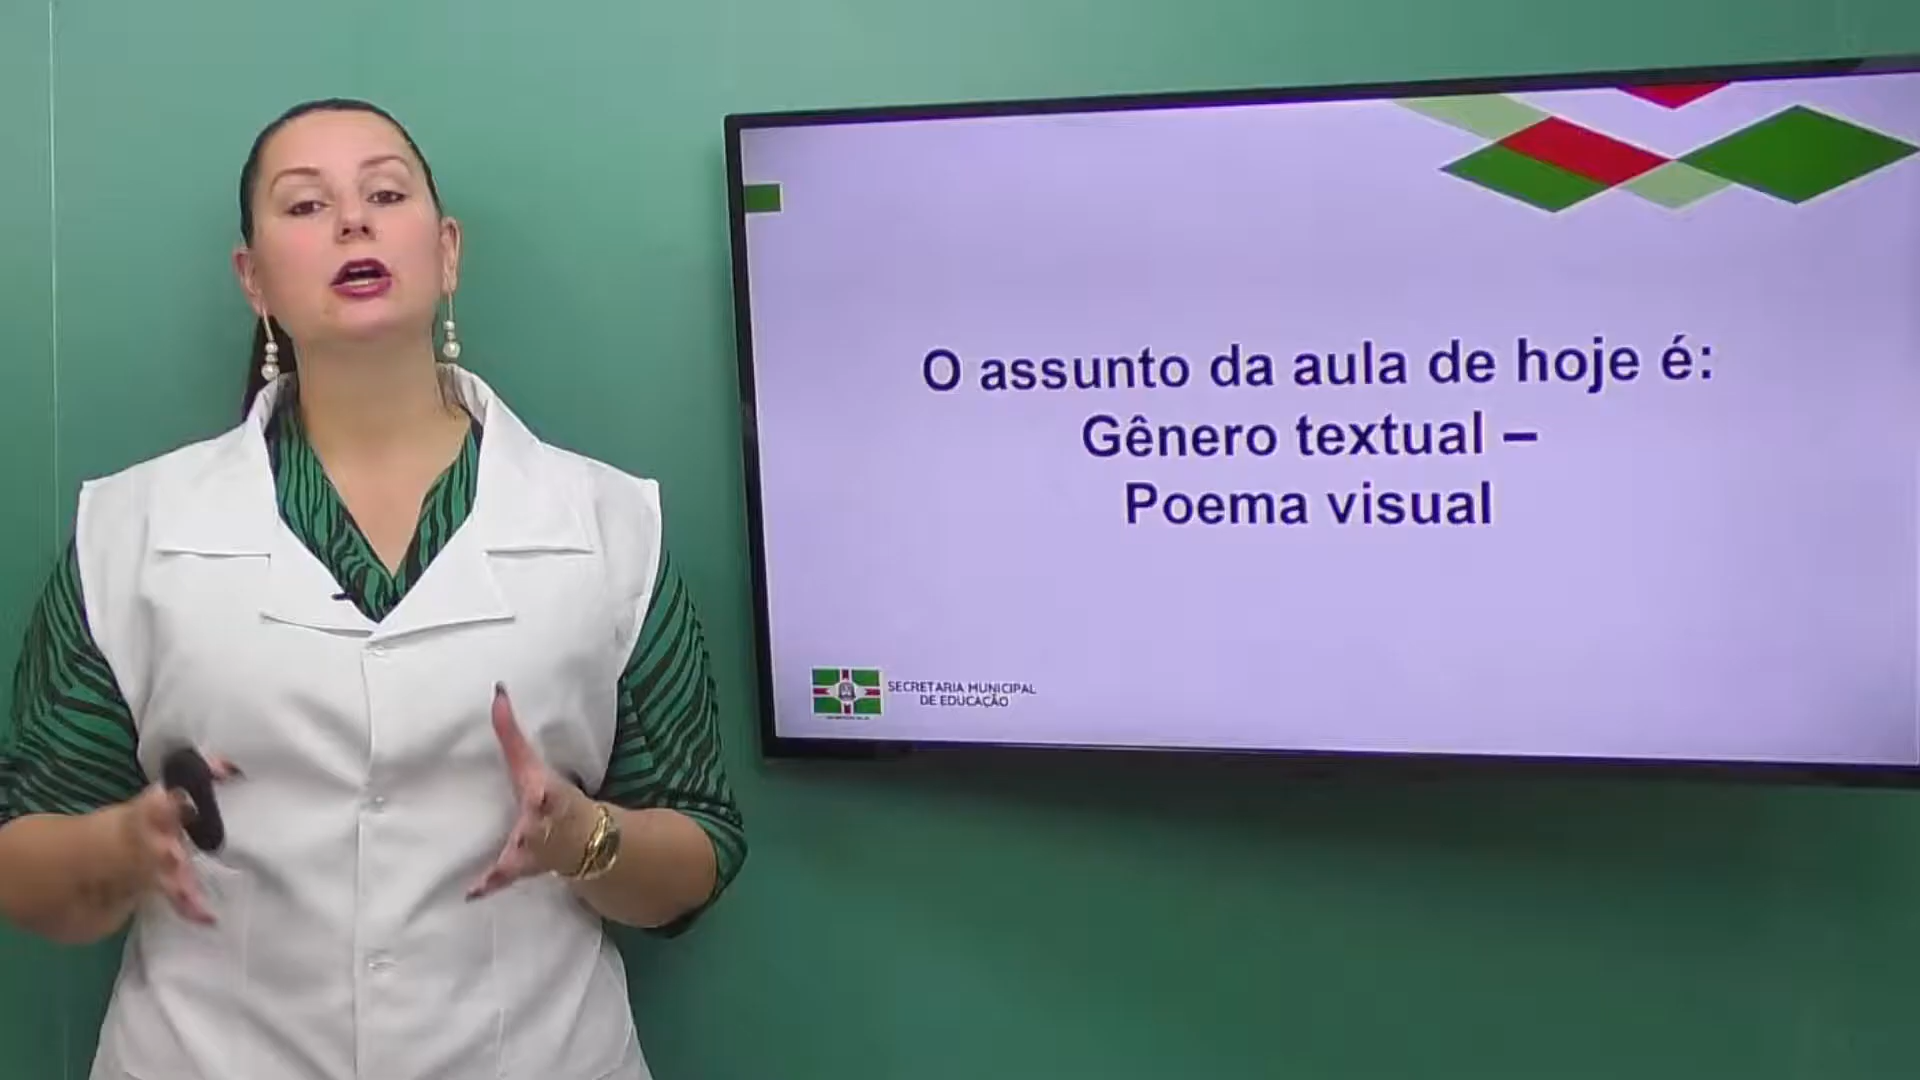 O assunto da aula de hoje é:
Gênero textual –
Poema visual
SECRETARIA MUNICIPAL
DE EDUCAÇÃO